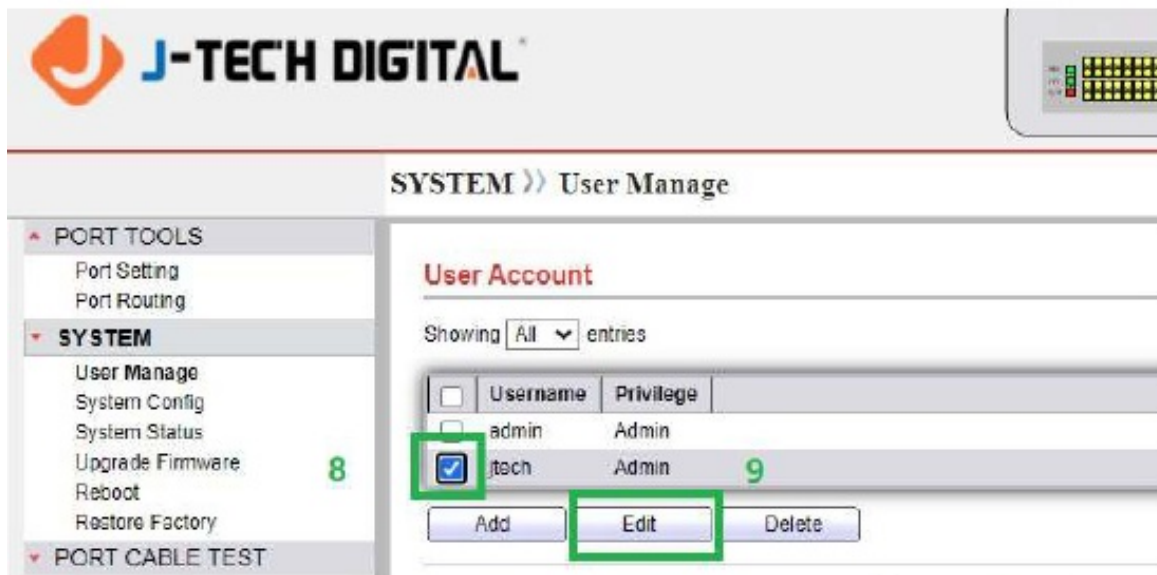 J-TECH DIGITAL
SYSTEM >> User Manage
PORT TOOLS
Port Setting
Port Routing
SYSTEM
User Manage
System Config
System Status
Upgrade Firmware
Reboot
Restore Factory
PORT CABLE TEST
User Account
Showing All entries
Username Privilege
admin Admin
jtech Admin
8 9
Add Edit Delete